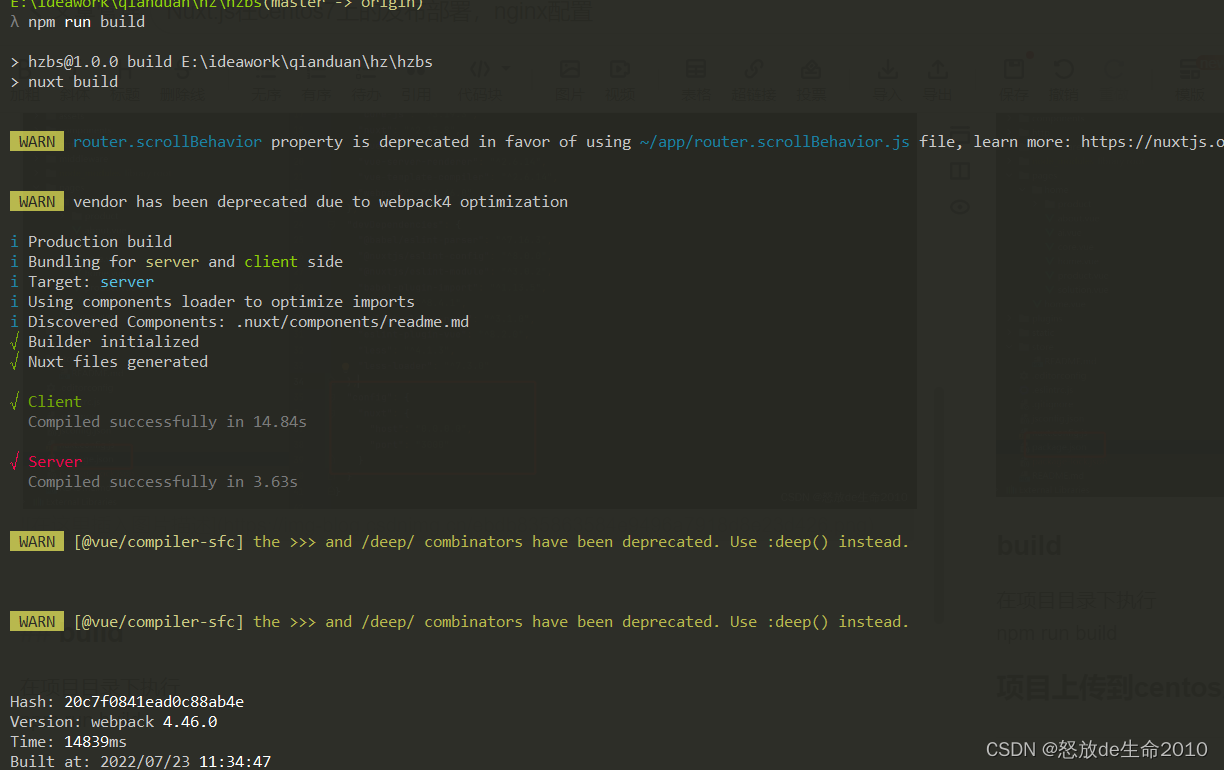 E:\ideawork\qianduan\hz\hzbs(master -> origin)
λ npm run build
> hzbs@1.0.0 build E:\ideawork\qianduan\hz\hzbs
> nuxt build
WARN router.scrollBehavior property is deprecated in favor of using ~/app/router.scrollBehavior.js file, learn more: https://nuxtjs.o
WARN vendor has been deprecated due to webpack4 optimization
i Production build
i Bundling for server and client side
i Target: server
i Using components loader to optimize imports
i Discovered Components: .nuxt/components/readme.md
√ Builder initialized
√ Nuxt files generated
√ Client
Compiled successfully in 14.84s
√ Server
Compiled successfully in 3.63s
WARN [@vue/compiler-sfc] the >>> and /deep/ combinators have been deprecated. Use :deep() instead.
build
在项目目录下执行
npm run build
WARN [@vue/compiler-sfc] the >>> and /deep/ combinators have been deprecated. Use :deep() instead.
build
项目上传到centos
Hash: 20c7f0841ead0c88ab4e
Version: webpack 4.46.0
Time: 14839ms
Built at: 2022/07/23 11:34:47
CSDN @怒放de生命2010